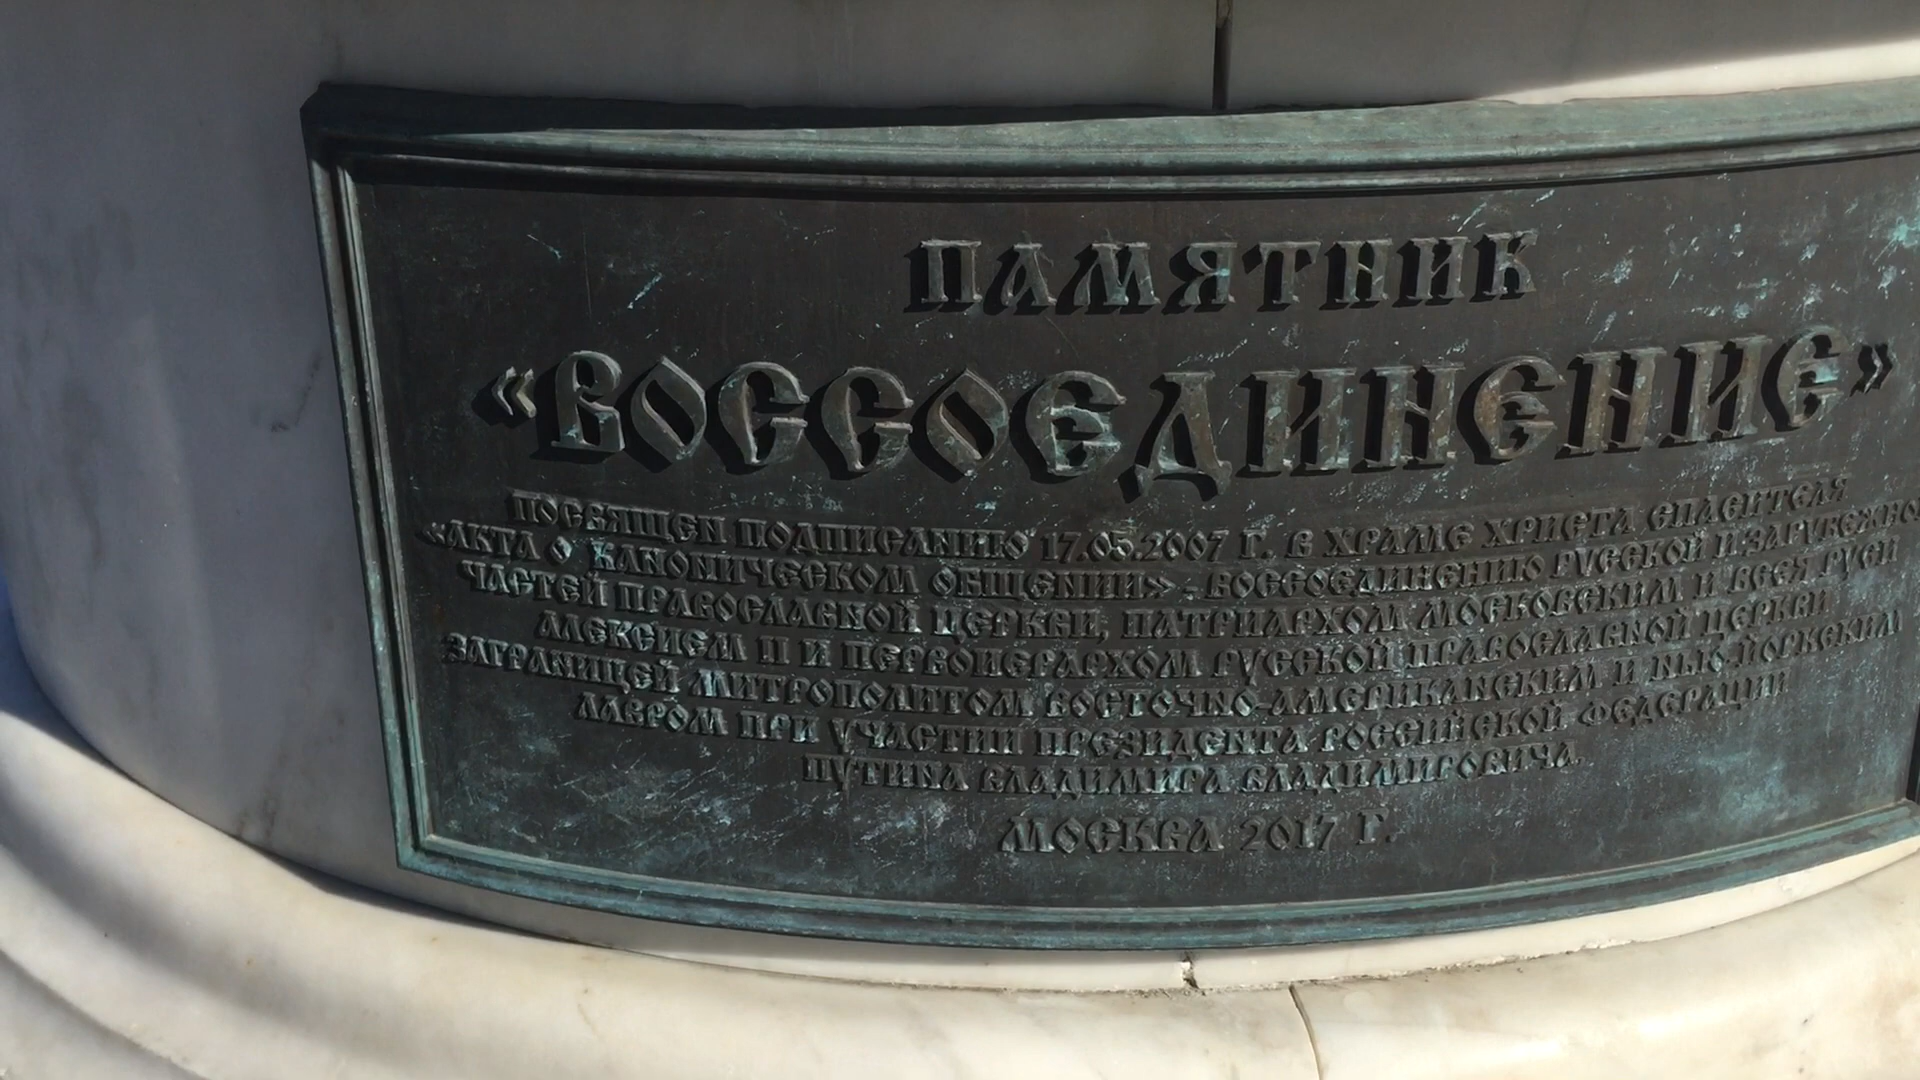 ПАМЯТНИК
«ВОССОЕДИНЕНИЕ»
ПОСВЯЩЕН ПОДПИСАНИЮ 17.05.2007 Г. В ХРАМЕ ХРИСТА СПАСИТЕЛЯ
«АКТА О КАНОНИЧЕСКОМ ОБЩЕНИИ» - ВОССОЕДИНЕНИЮ РУССКОЙ И ЗАРУБЕЖНО
ЧАСТЕЙ ПРАВОСЛАВНОЙ ЦЕРКВИ, ПАТРИАРХОМ МОСКОВСКИМ И ВСЕЯ РУСИ
АЛЕКСИЕМ II И ПЕРВОИЕРАРХОМ РУССКОЙ ПРАВОСЛАВНОЙ ЦЕРКВИ
ЗАГРАНИЦЕЙ МИТРОПОЛИТОМ ВОСТОЧНО-АМЕРИКАНСКИМ И НЬЮ-ЙОРКСКИМ
ЛАВРОМ ПРИ УЧАСТИИ ПРЕЗИДЕНТА РОССИЙСКОЙ ФЕДЕРАЦИИ
ПУТИНА ВЛАДИМИРА ВЛАДИМИРОВИЧА.
МОСКВА 2017 Г.